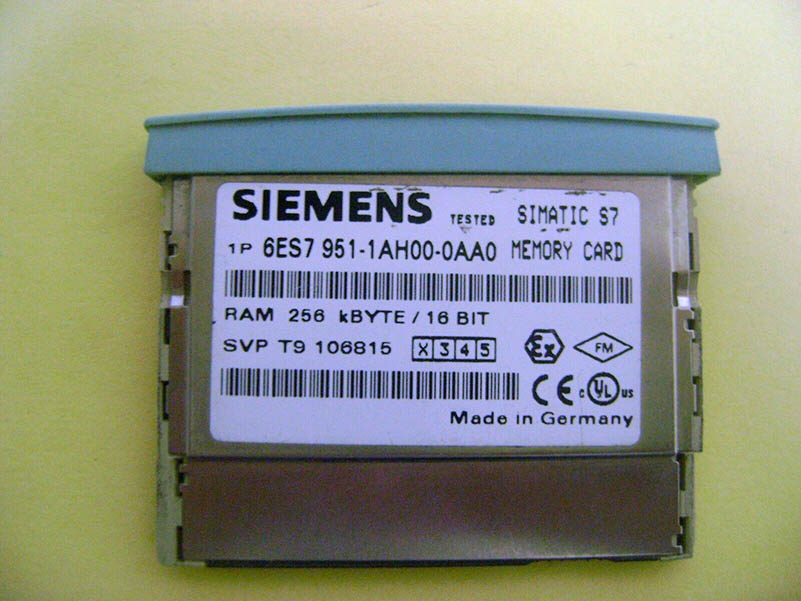 SIEMENS TESTED SIMATIC S7
1P 6ES7 951-1AH00-0AA0 MEMORY CARD
RAM 256 kBYTE / 16 BIT
SVP T9 106815 X 3 4 5 Ex FM
CE c UL us
Made in Germany